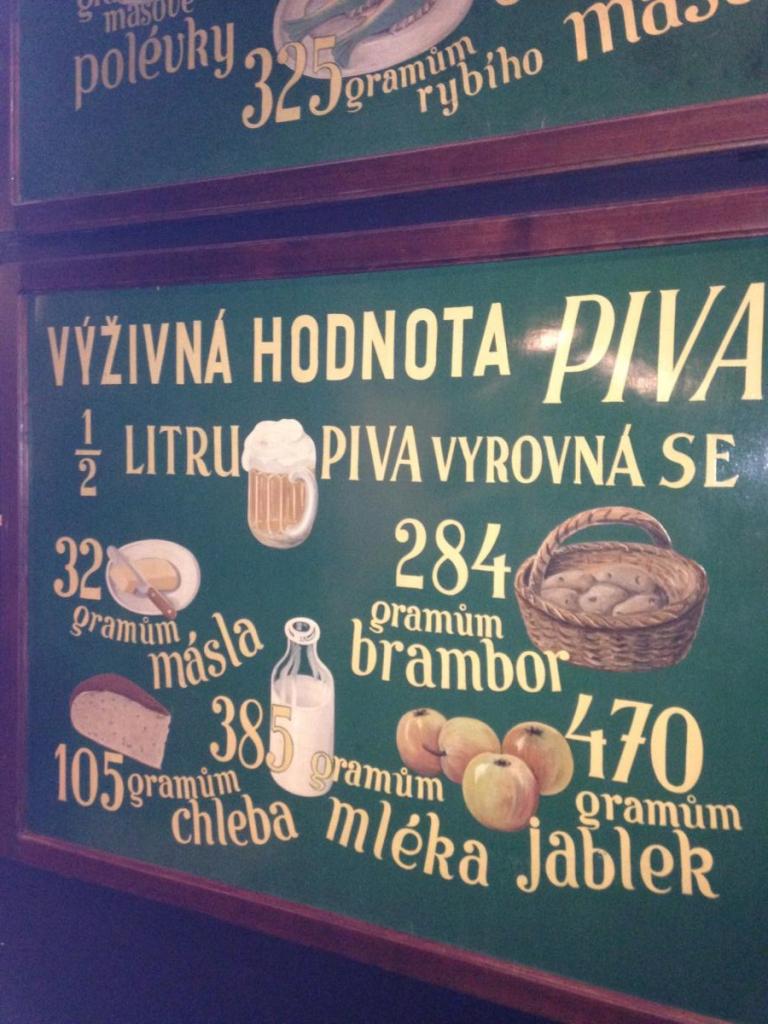 masové
polévky
325 gramům
rybího
VÝŽIVNÁ HODNOTA PIVA
1/2 LITRU PIVA VYROVNÁ SE
32
gramům
másla
284
gramům
brambor
105 gramům
chleba
385 gramům
mléka
470
gramům
jablek